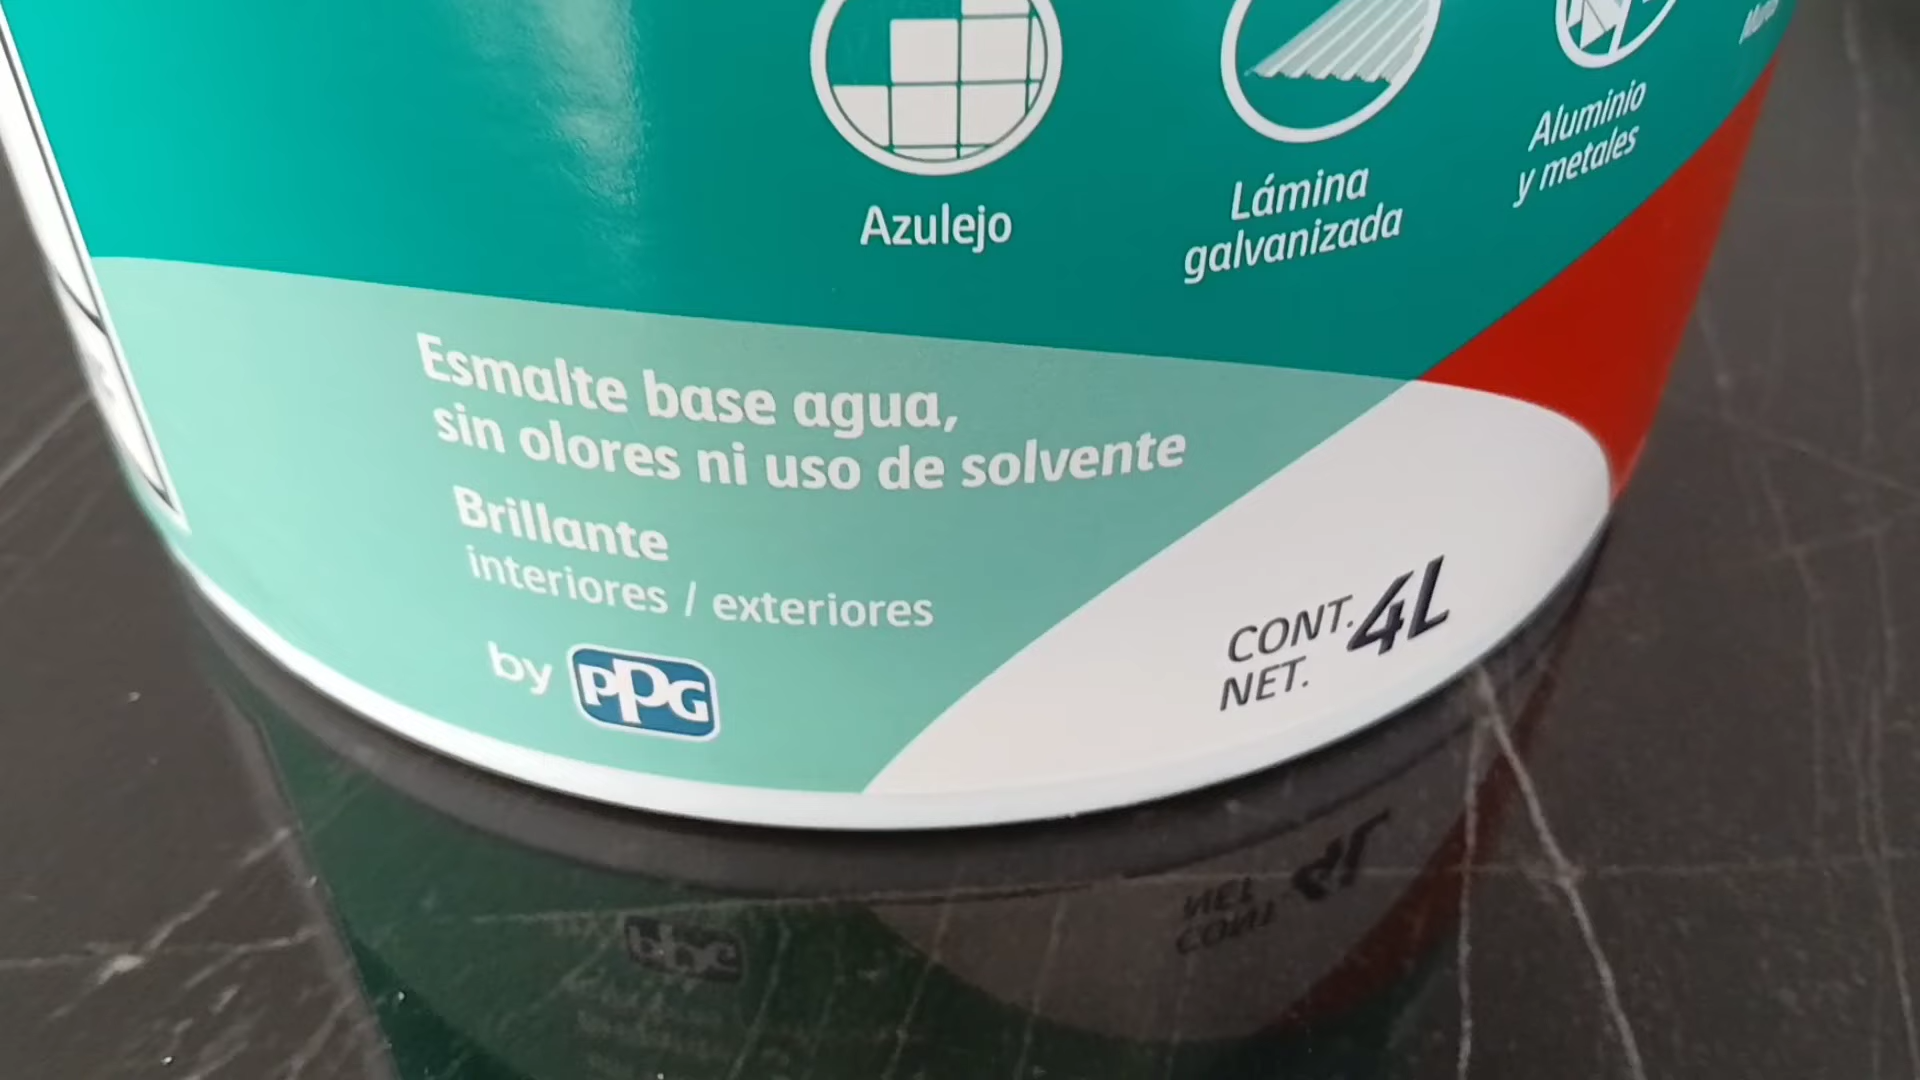 Azulejo
Lámina
galvanizada
Aluminio
y metales
Esmalte base agua,
sin olores ni uso de solvente
Brillante
interiores / exteriores
by PPG
CONT. 4L
NET.